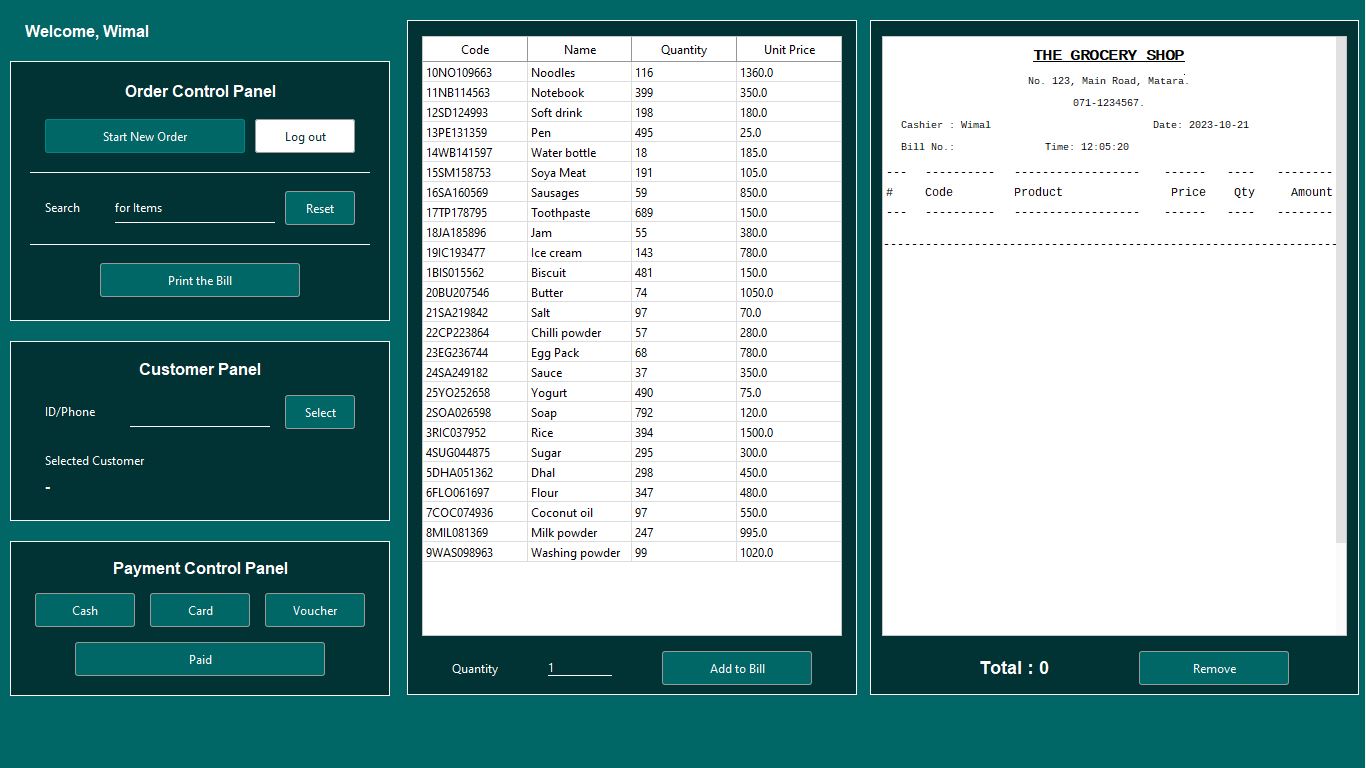 Welcome, Wimal
Order Control Panel
Start New Order
Log out
Search
for Items
Reset
Print the Bill
Customer Panel
ID/Phone
Select
Selected Customer
-
Payment Control Panel
Cash
Card
Voucher
Paid
Code Name Quantity Unit Price
10NO109663 Noodles 116 1360.0
11NB114563 Notebook 399 350.0
12SD124993 Soft drink 198 180.0
13PE131359 Pen 495 25.0
14WB141597 Water bottle 18 185.0
15SM158753 Soya Meat 191 105.0
16SA160569 Sausages 59 850.0
17TP178795 Toothpaste 689 150.0
18JA185896 Jam 55 380.0
19IC193477 Ice cream 143 780.0
1BIS015562 Biscuit 481 150.0
20BU207546 Butter 74 1050.0
21SA219842 Salt 97 70.0
22CP223864 Chilli powder 57 280.0
23EG236744 Egg Pack 68 780.0
24SA249182 Sauce 37 350.0
25YO252658 Yogurt 490 75.0
2SOA026598 Soap 792 120.0
3RIC037952 Rice 394 1500.0
4SUG044875 Sugar 295 300.0
5DHA051362 Dhal 298 450.0
6FLO061697 Flour 347 480.0
7COC074936 Coconut oil 97 550.0
8MIL081369 Milk powder 247 995.0
9WAS098963 Washing powder 99 1020.0
Quantity 1 Add to Bill
THE GROCERY SHOP
No. 123, Main Road, Matara.
071-1234567.
Cashier : Wimal Date: 2023-10-21
Bill No.: Time: 12:05:20
--- ---------- ------------------ ------ ---- --------
# Code Product Price Qty Amount
--- ---------- ------------------ ------ ---- --------
-----------------------------------------------------------------
Total : 0
Remove